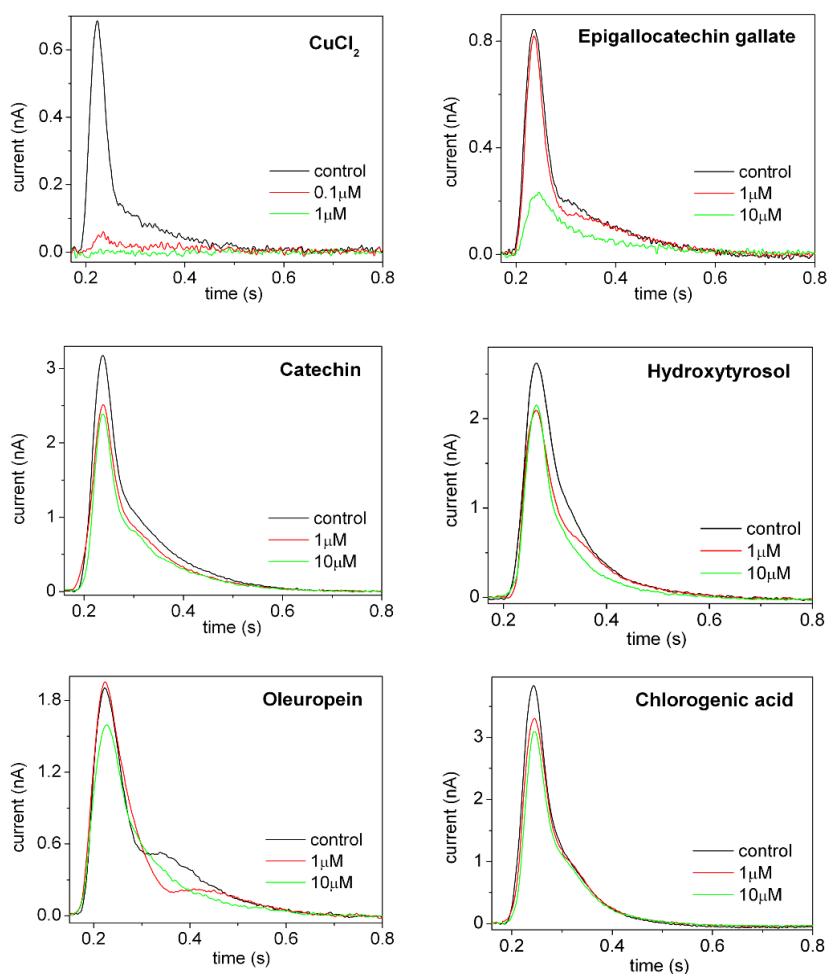 CuCl₂
current (nA)
0.6
0.4
0.2
0.0
control
0.1μM
1μM
0.2
0.4
0.6
0.8
time (s)
Epigallocatechin gallate
current (nA)
0.8
0.4
0.0
control
1μM
10μM
0.2
0.4
0.6
0.8
time (s)
Catechin
current (nA)
3
2
1
0
control
1μM
10μM
0.2
0.4
0.6
0.8
time (s)
Hydroxytyrosol
current (nA)
2
1
0
control
1μM
10μM
0.2
0.4
0.6
0.8
time (s)
Oleuropein
current (nA)
1.8
1.2
0.6
0.0
control
1μM
10μM
0.2
0.4
0.6
0.8
time (s)
Chlorogenic acid
current (nA)
3
2
1
0
control
1μM
10μM
0.2
0.4
0.6
0.8
time (s)